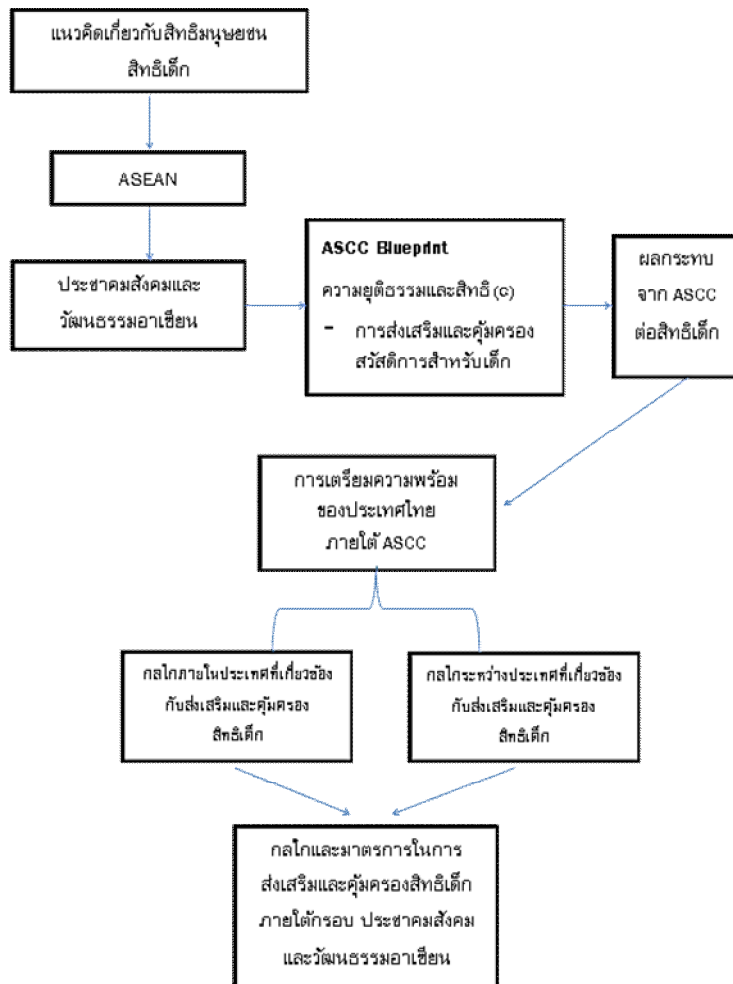 แนวคิดเกี่ยวกับสิทธิมนุษยชน
สิทธิเด็ก
ASEAN
ประชาคมสังคมและ
วัฒนธรรมอาเซียน
ASCC Blueprint
ความยุติธรรมและสิทธิ (C)
- การส่งเสริมและคุ้มครอง
สวัสดิการสำหรับเด็ก
ผลกระทบ
จาก ASCC
ต่อสิทธิเด็ก
การเตรียมความพร้อม
ของประเทศไทย
ภายใต้ ASCC
กลไกภายในประเทศที่เกี่ยวข้อง
กับส่งเสริมและคุ้มครอง
สิทธิเด็ก
กลไกระหว่างประเทศที่เกี่ยวข้อง
กับส่งเสริมและคุ้มครอง
สิทธิเด็ก
กลไกและมาตรการในการ
ส่งเสริมและคุ้มครองสิทธิเด็ก
ภายใต้กรอบ ประชาคมสังคม
และวัฒนธรรมอาเซียน